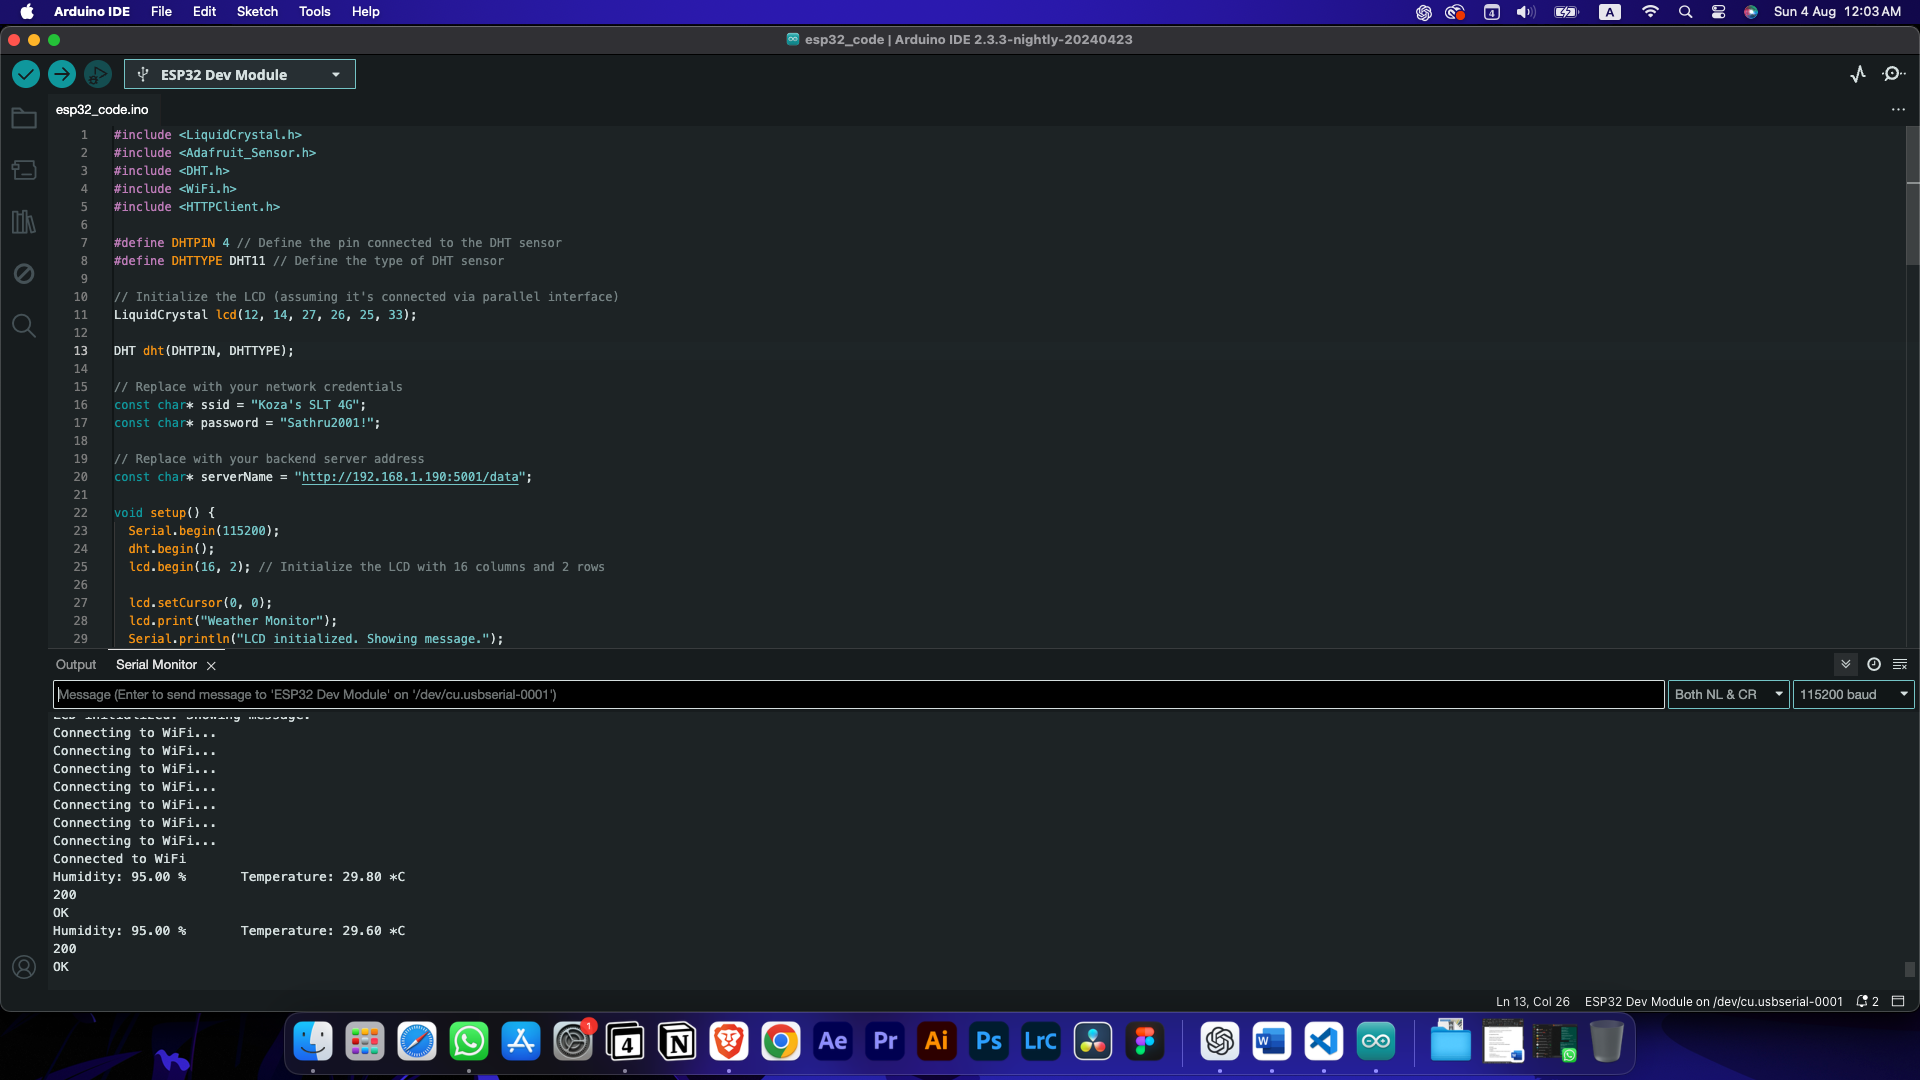 Arduino IDE File Edit Sketch Tools Help 4 A Sun 4 Aug 12:03 AM
esp32_code | Arduino IDE 2.3.3-nightly-20240423
ESP32 Dev Module
esp32_code.ino
1 #include <LiquidCrystal.h>
2 #include <Adafruit_Sensor.h>
3 #include <DHT.h>
4 #include <WiFi.h>
5 #include <HTTPClient.h>
6
7 #define DHTPIN 4 // Define the pin connected to the DHT sensor
8 #define DHTTYPE DHT11 // Define the type of DHT sensor
9
10 // Initialize the LCD (assuming it's connected via parallel interface)
11 LiquidCrystal lcd(12, 14, 27, 26, 25, 33);
12
13 DHT dht(DHTPIN, DHTTYPE);
14
15 // Replace with your network credentials
16 const char* ssid = "Koza's SLT 4G";
17 const char* password = "Sathru2001!";
18
19 // Replace with your backend server address
20 const char* serverName = "http://192.168.1.190:5001/data";
21
22 void setup() {
23 Serial.begin(115200);
24 dht.begin();
25 lcd.begin(16, 2); // Initialize the LCD with 16 columns and 2 rows
26
27 lcd.setCursor(0, 0);
28 lcd.print("Weather Monitor");
29 Serial.println("LCD initialized. Showing message.");
Output Serial Monitor
Message (Enter to send message to 'ESP32 Dev Module' on '/dev/cu.usbserial-0001') Both NL & CR 115200 baud
LCD initialized. Showing message.
Connecting to WiFi...
Connecting to WiFi...
Connecting to WiFi...
Connecting to WiFi...
Connecting to WiFi...
Connecting to WiFi...
Connecting to WiFi...
Connected to WiFi
Humidity: 95.00 % Temperature: 29.80 *C
200
OK
Humidity: 95.00 % Temperature: 29.60 *C
200
OK
Ln 13, Col 26 ESP32 Dev Module on /dev/cu.usbserial-0001 2
1 4 N Ae Pr Ai Ps LrC W